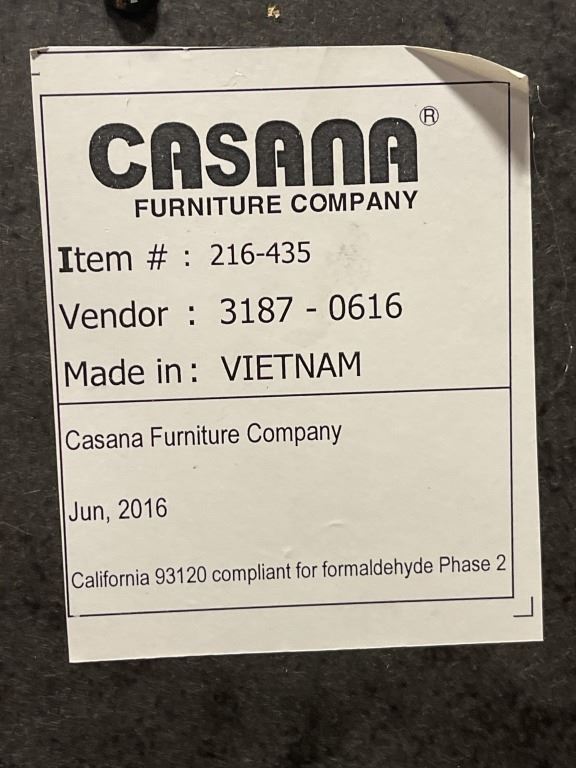 CASANA®
FURNITURE COMPANY
Item # : 216-435
Vendor : 3187 - 0616
Made in: VIETNAM
Casana Furniture Company
Jun, 2016
California 93120 compliant for formaldehyde Phase 2